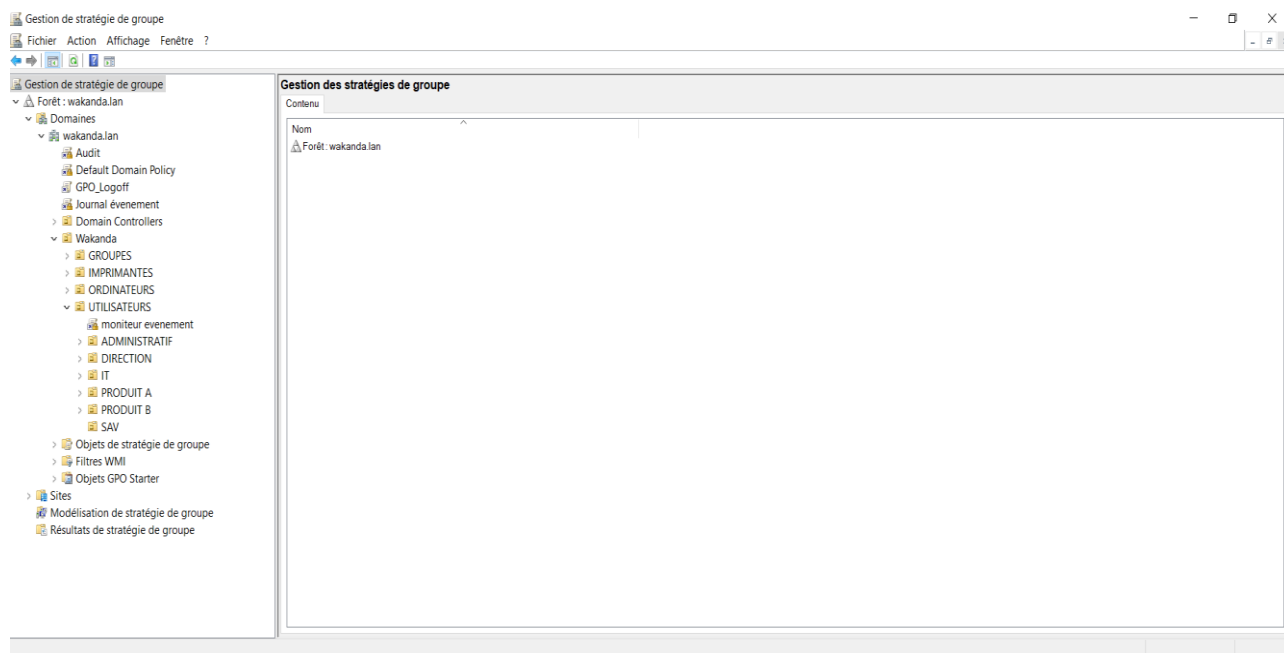 Gestion de stratégie de groupe
Fichier Action Affichage Fenêtre ?
Gestion de stratégie de groupe
Forêt : wakanda.lan
Domaines
wakanda.lan
Audit
Default Domain Policy
GPO_Logoff
Journal évenement
Domain Controllers
Wakanda
GROUPES
IMPRIMANTES
ORDINATEURS
UTILISATEURS
moniteur evenement
ADMINISTRATIF
DIRECTION
IT
PRODUIT A
PRODUIT B
SAV
Objets de stratégie de groupe
Filtres WMI
Objets GPO Starter
Sites
Modélisation de stratégie de groupe
Résultats de stratégie de groupe
Gestion des stratégies de groupe
Contenu
Nom
Forêt : wakanda.lan